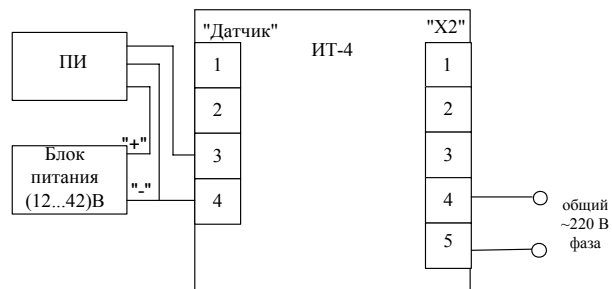 "Датчик"
"Х2"
ПИ
ИТ-4
1
2
3
4
1
2
3
4
5
"+"
Блок
питания
(12...42)В
"-"
общий
~220 В
фаза